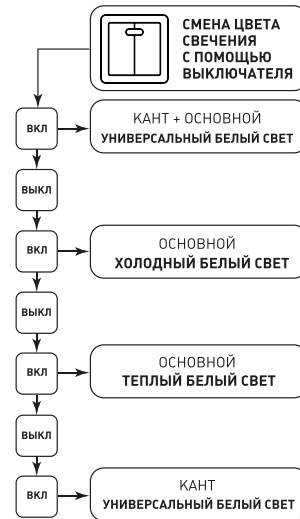 СМЕНА ЦВЕТА
СВЕЧЕНИЯ
С ПОМОЩЬЮ
ВЫКЛЮЧАТЕЛЯ
ВКЛ
КАНТ + ОСНОВНОЙ
УНИВЕРСАЛЬНЫЙ БЕЛЫЙ СВЕТ
ВЫКЛ
ВКЛ
ОСНОВНОЙ
ХОЛОДНЫЙ БЕЛЫЙ СВЕТ
ВЫКЛ
ВКЛ
ОСНОВНОЙ
ТЕПЛЫЙ БЕЛЫЙ СВЕТ
ВЫКЛ
ВКЛ
КАНТ
УНИВЕРСАЛЬНЫЙ БЕЛЫЙ СВЕТ